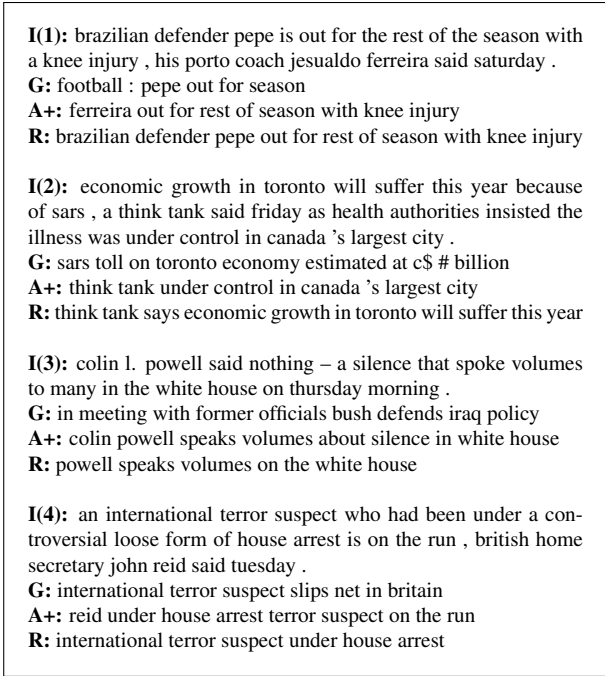 I(1): brazilian defender pepe is out for the rest of the season with
a knee injury , his porto coach jesualdo ferreira said saturday .
G: football : pepe out for season
A+: ferreira out for rest of season with knee injury
R: brazilian defender pepe out for rest of season with knee injury
I(2): economic growth in toronto will suffer this year because
of sars , a think tank said friday as health authorities insisted the
illness was under control in canada ’s largest city .
G: sars toll on toronto economy estimated at c$ # billion
A+: think tank under control in canada ’s largest city
R: think tank says economic growth in toronto will suffer this year
I(3): colin l. powell said nothing – a silence that spoke volumes
to many in the white house on thursday morning .
G: in meeting with former officials bush defends iraq policy
A+: colin powell speaks volumes about silence in white house
R: powell speaks volumes on the white house
I(4): an international terror suspect who had been under a con-
troversial loose form of house arrest is on the run , british home
secretary john reid said tuesday .
G: international terror suspect slips net in britain
A+: reid under house arrest terror suspect on the run
R: international terror suspect under house arrest